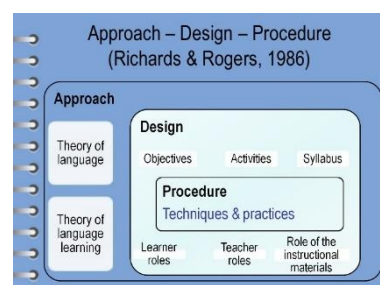 Approach – Design – Procedure
(Richards & Rogers, 1986)
Approach
Theory of
language
Theory of
language
learning
Design
Objectives
Activities
Syllabus
Procedure
Techniques & practices
Learner
roles
Teacher
roles
Role of the
instructional
materials